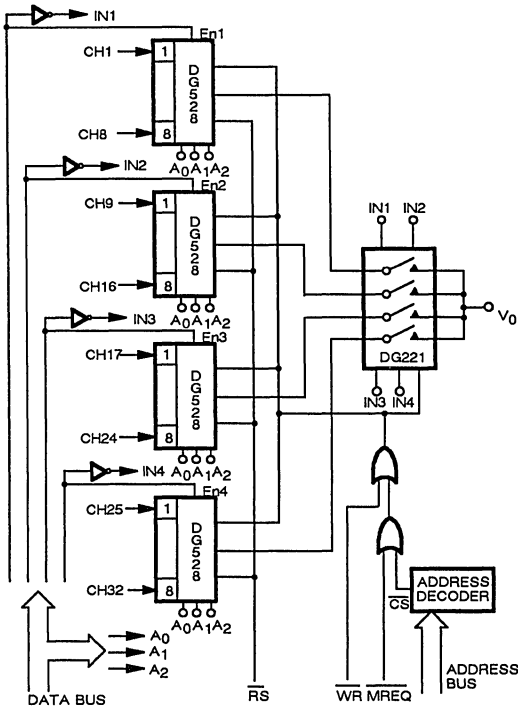 IN1
En1
CH1
1
DG528
CH8
8
A0 A1 A2
IN2
En2
CH9
1
DG528
CH16
8
A0 A1 A2
IN1 IN2
V0
DG221
IN3 IN4
IN3
En3
CH17
1
DG528
CH24
8
A0 A1 A2
IN4
En4
CH25
1
DG528
CH32
8
A0 A1 A2
CS
ADDRESS
DECODER
A0
A1
A2
DATA BUS
RS
WR MREQ
ADDRESS
BUS